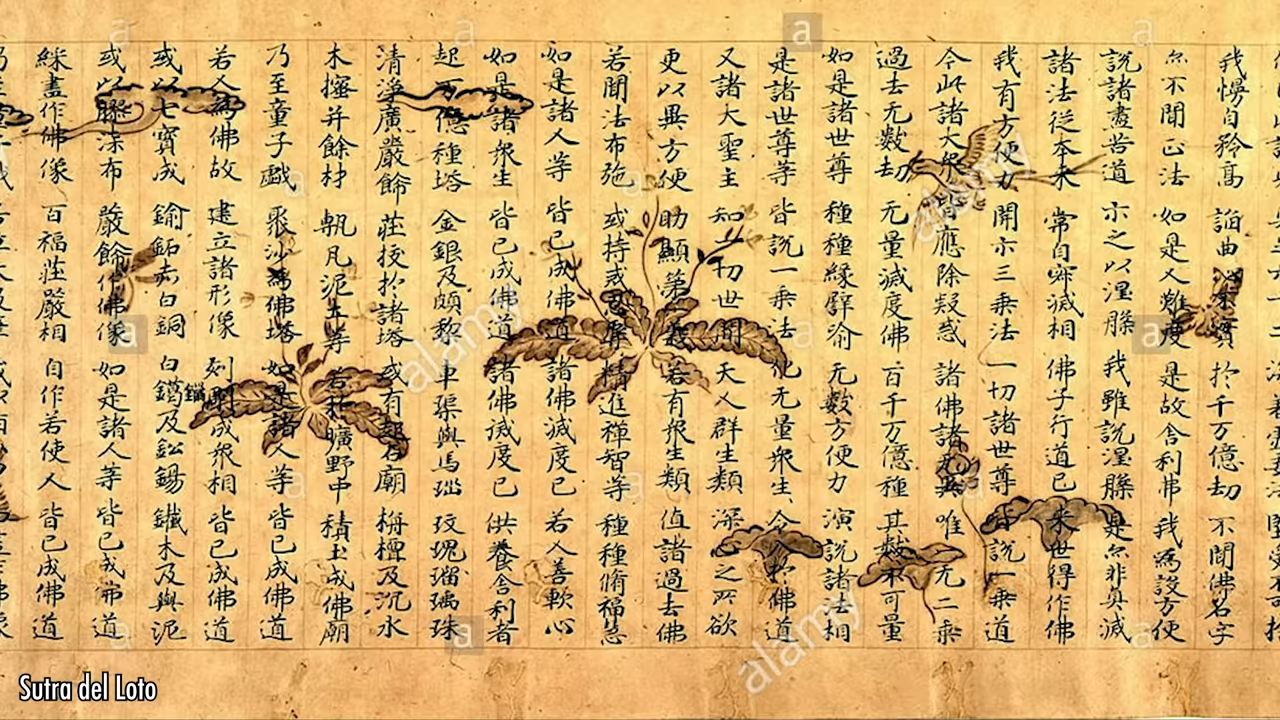 我慢自矜高 諂曲心不實 於千万億劫 不聞佛名字
尒不聞正法 如是人難度 是故舍利弗 我為設方便
說諸盡苦道 示之以涅槃 我雖說涅槃 是尒非真滅
諸法從本來 常自寂滅相 佛子行道已 来世得作佛
我有方便力 開示三乘法 一切諸世尊 皆說一乘道
今此諸大眾 皆應除疑惑 諸佛語无異 唯一无二乘
過去无數劫 无量滅度佛 百千万億種 其數不可量
如是諸世尊 種種緣譬喻 无數方便力 演說諸法相
是諸世尊等 皆說一乘法 化无量眾生 令入於佛道
又諸大聖主 知一切世間 天人群生類 深心之所欲
更以異方便 助顯第一義 若有眾生類 值諸過去佛
若聞法布施 或持戒忍辱 精進禪智等 種種脩福慧
如是諸人等 皆已成佛道 諸佛滅度已 若人善軟心
如是諸眾生 皆已成佛道 諸佛滅度已 供養舍利者
起万億種塔 金銀及頗梨 車璖與馬瑙 玫瑰瑠璃珠
清淨廣嚴飾 莊挍於諸塔 或有起石廟 栴檀及沉水
木櫁并餘材 塼瓦泥土等 若於曠野中 積土成佛廟
乃至童子戲 聚沙為佛塔 如是諸人等 皆已成佛道
若人為佛故 建立諸形像 刻雕成眾相 皆已成佛道
或以七寶成 鍮鉐赤白銅 白鑞及鉛錫 鐵木及與泥
或以膠漆布 嚴飾作佛像 如是諸人等 皆已成佛道
綵畫作佛像 百福莊嚴相 自作若使人 皆已成佛道
alamy
alamy
alamy
Sutra del Loto